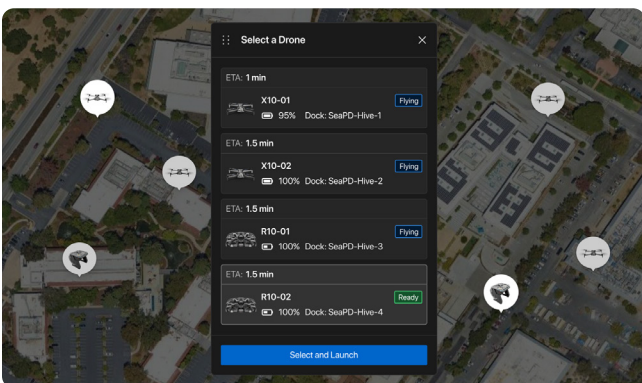 Select a Drone
ETA: 1 min
X10-01
Flying
95% Dock: SeaPD-Hive-1
ETA: 1.5 min
X10-02
Flying
100% Dock: SeaPD-Hive-2
ETA: 1.5 min
R10-01
Flying
100% Dock: SeaPD-Hive-3
ETA: 1.5 min
R10-02
Ready
100% Dock: SeaPD-Hive-4
Select and Launch